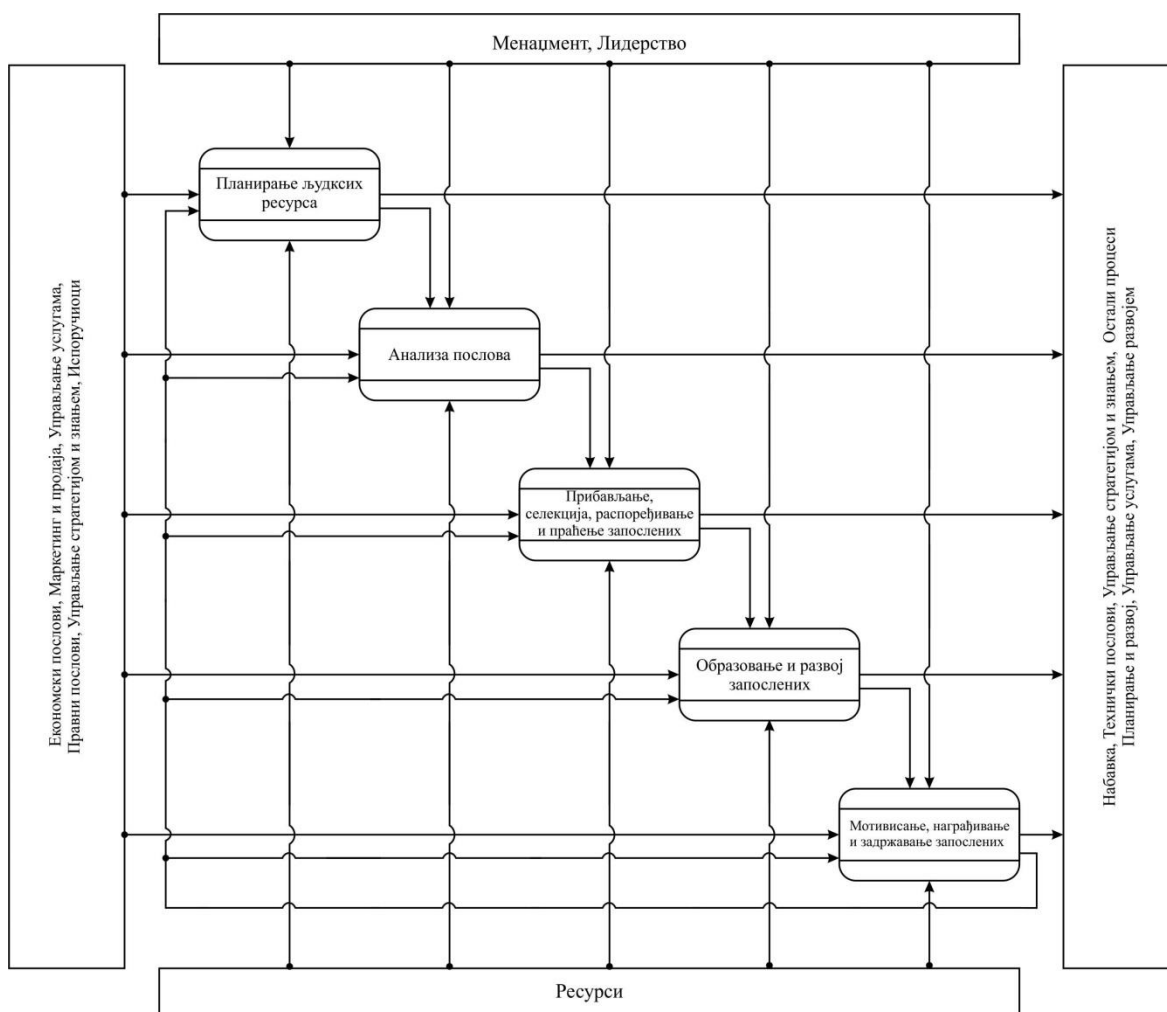 Менаџмент, Лидерство
Економски послови, Маркетинг и продаја, Управљање услугама,
Правни послови, Управљање стратегијом и знањем, Испоручиоци
Планирање људксих
ресурса
Анализа послова
Прибављање,
селекција, распоређивање
и праћење запослених
Образовање и развој
запослених
Мотивисање, награђивање
и задржавање запослених
Набавка, Технички послови, Управљање стратегијом и знањем,  Остали процеси
Планирање и развој, Управљање услугама, Управљање развојем
Ресурси